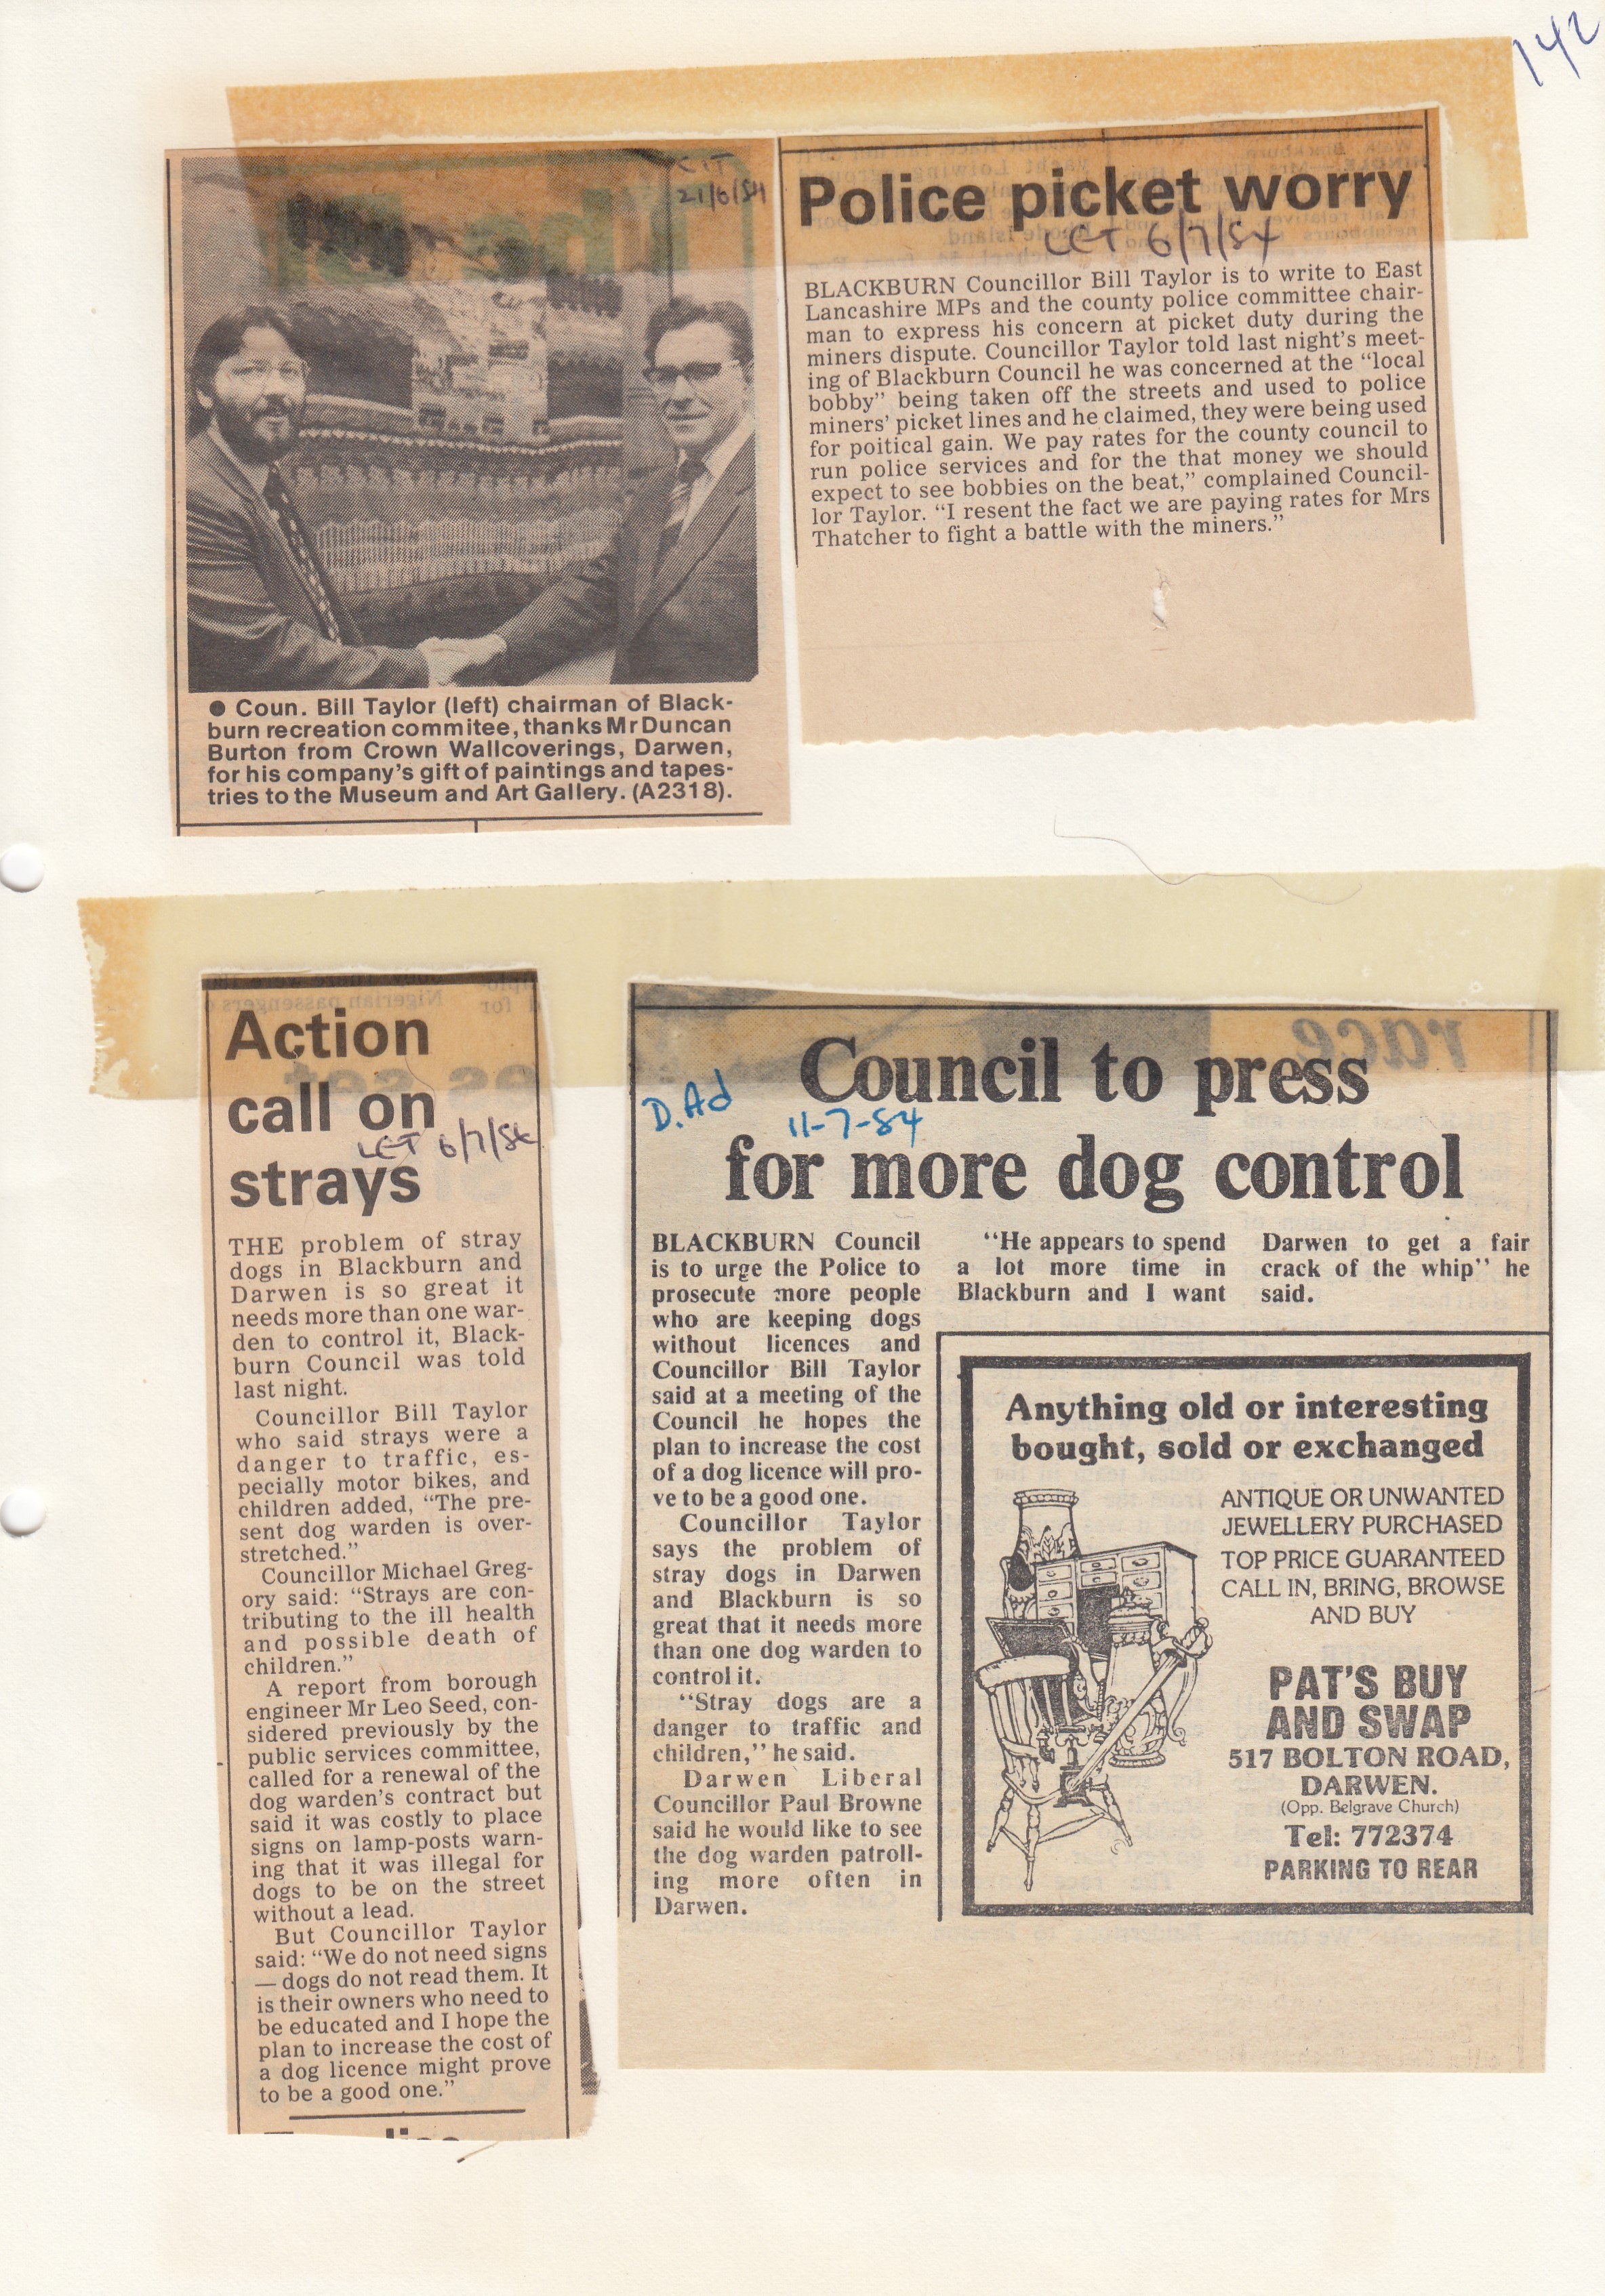 142
CIT
21/6/84
● Coun. Bill Taylor (left) chairman of Black-
burn recreation commitee, thanks Mr Duncan
Burton from Crown Wallcoverings, Darwen,
for his company's gift of paintings and tapes-
tries to the Museum and Art Gallery. (A2318).
Police picket worry
LET 6/7/84
BLACKBURN Councillor Bill Taylor is to write to East
Lancashire MPs and the county police committee chair-
man to express his concern at picket duty during the
miners dispute. Councillor Taylor told last night's meet-
ing of Blackburn Council he was concerned at the "local
bobby" being taken off the streets and used to police
miners' picket lines and he claimed, they were being used
for poitical gain. We pay rates for the county council to
run police services and for the that money we should
expect to see bobbies on the beat," complained Council-
lor Taylor. "I resent the fact we are paying rates for Mrs
Thatcher to fight a battle with the miners."
Action
call on
LET 6/7/84
strays
THE problem of stray
dogs in Blackburn and
Darwen is so great it
needs more than one war-
den to control it, Black-
burn Council was told
last night.
Councillor Bill Taylor
who said strays were a
danger to traffic, es-
pecially motor bikes, and
children added, "The pre-
sent dog warden is over-
stretched."
Councillor Michael Greg-
ory said: "Strays are con-
tributing to the ill health
and possible death of
children."
A report from borough
engineer Mr Leo Seed, con-
sidered previously by the
public services committee,
called for a renewal of the
dog warden's contract but
said it was costly to place
signs on lamp-posts warn-
ing that it was illegal for
dogs to be on the street
without a lead.
But Councillor Taylor
said: "We do not need signs
— dogs do not read them. It
is their owners who need to
be educated and I hope the
plan to increase the cost of
a dog licence might prove
to be a good one."
D. Ad
Council to press
11-7-84
for more dog control
BLACKBURN Council
is to urge the Police to
prosecute more people
who are keeping dogs
without licences and
Councillor Bill Taylor
said at a meeting of the
Council he hopes the
plan to increase the cost
of a dog licence will pro-
ve to be a good one.
Councillor Taylor
says the problem of
stray dogs in Darwen
and Blackburn is so
great that it needs more
than one dog warden to
control it.
"Stray dogs are a
danger to traffic and
children," he said.
Darwen Liberal
Councillor Paul Browne
said he would like to see
the dog warden patroll-
ing more often in
Darwen.
"He appears to spend
a lot more time in
Blackburn and I want
Darwen to get a fair
crack of the whip" he
said.
Anything old or interesting
bought, sold or exchanged
ANTIQUE OR UNWANTED
JEWELLERY PURCHASED
TOP PRICE GUARANTEED
CALL IN, BRING, BROWSE
AND BUY
PAT'S BUY
AND SWAP
517 BOLTON ROAD,
DARWEN.
(Opp. Belgrave Church)
Tel: 772374
PARKING TO REAR